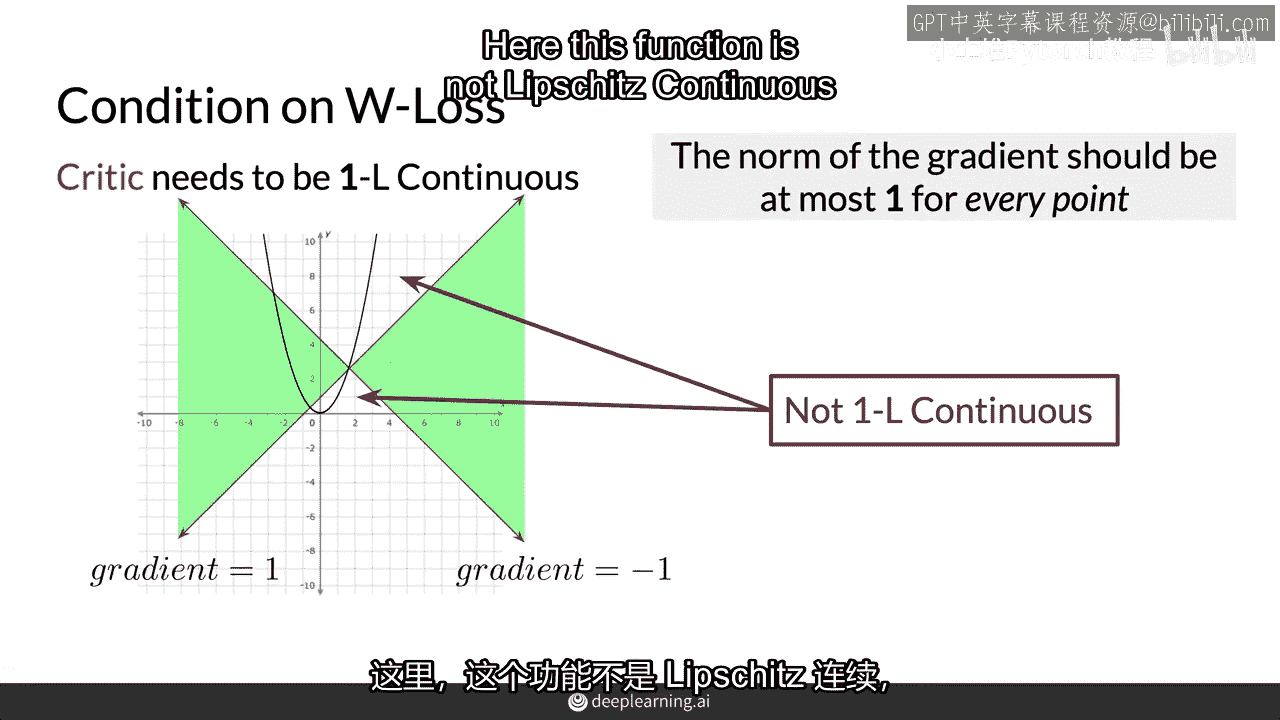 GPT中英字幕课程资源@bilibili.com
Here this function is
not Lipschitz Continuous
Condition on W-Loss
Critic needs to be 1-L Continuous
The norm of the gradient should be
at most 1 for every point
y
10
8
6
4
2
-10 -8 -6 -4 -2 0 2 4 6 8 10
-2
-4
-6
-8
-10
Not 1-L Continuous
gradient = 1
gradient = −1
这里，这个功能不是 Lipschitz 连续，
deeplearning.ai